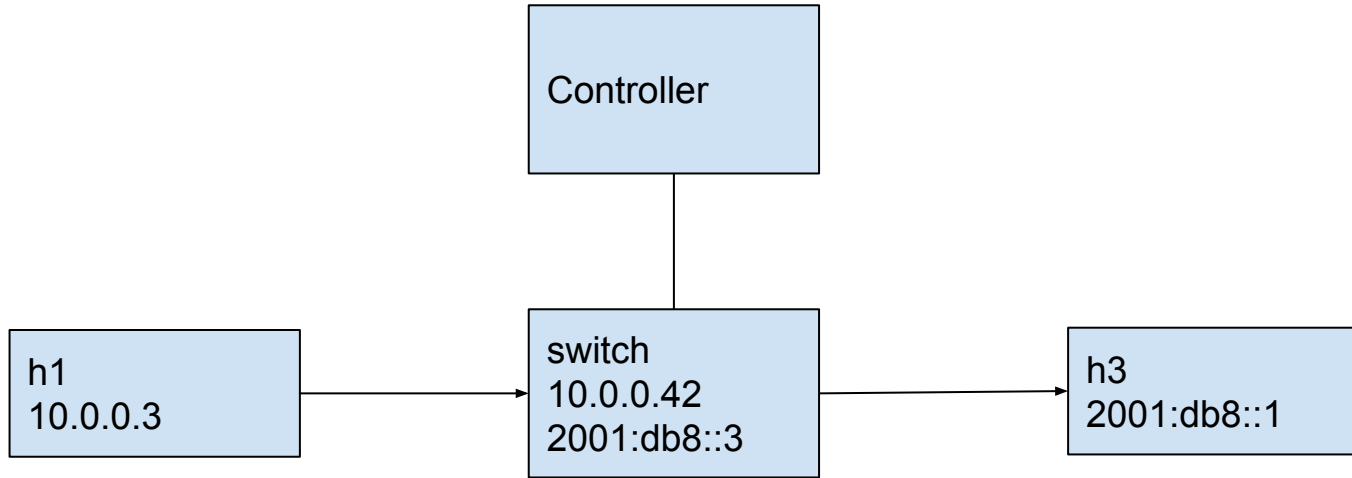 Controller
h1
10.0.0.3
switch
10.0.0.42
2001:db8::3
h3
2001:db8::1